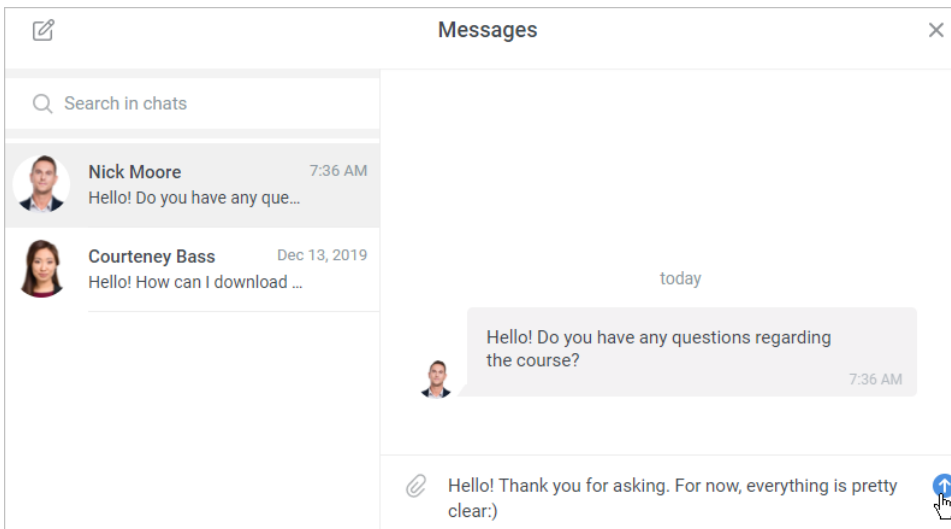 Messages
Search in chats
Nick Moore 7:36 AM
Hello! Do you have any que...
Courteney Bass Dec 13, 2019
Hello! How can I download ...
today
Hello! Do you have any questions regarding
the course?
7:36 AM
Hello! Thank you for asking. For now, everything is pretty
clear:)